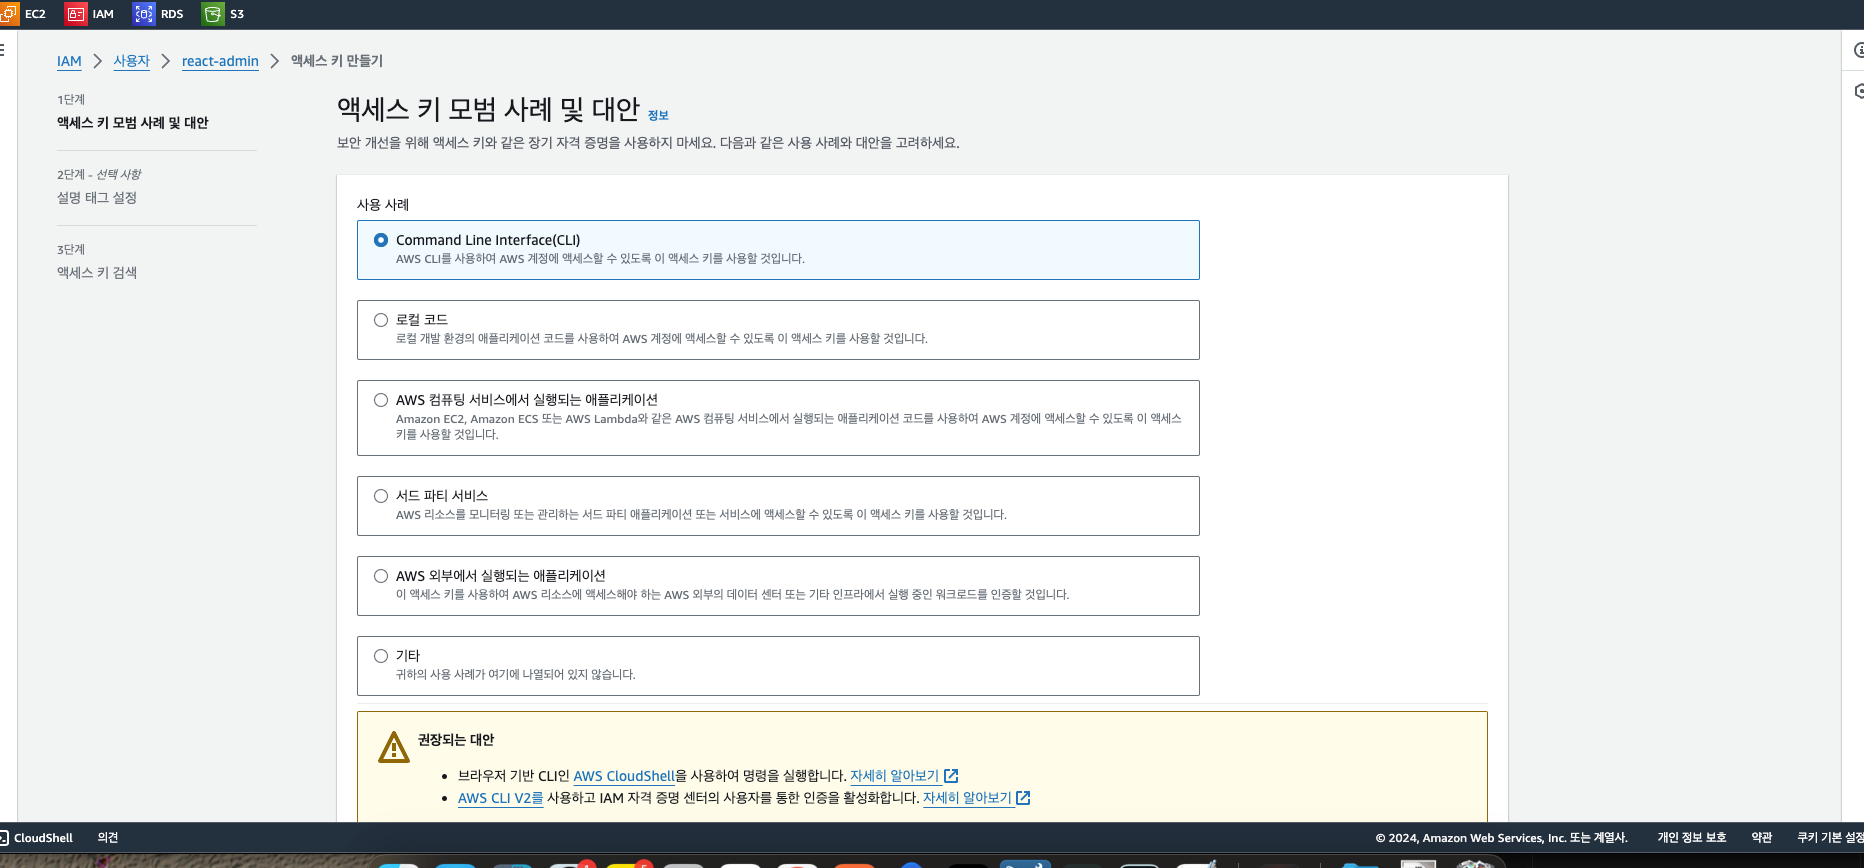 EC2 IAM RDS S3
IAM > 사용자 > react-admin > 액세스 키 만들기
1단계
액세스 키 모범 사례 및 대안
2단계 - 선택 사항
설명 태그 설정
3단계
액세스 키 검색
액세스 키 모범 사례 및 대안 정보
보안 개선을 위해 액세스 키와 같은 장기 자격 증명을 사용하지 마세요. 다음과 같은 사용 사례와 대안을 고려하세요.
사용 사례
Command Line Interface(CLI)
AWS CLI를 사용하여 AWS 계정에 액세스할 수 있도록 이 액세스 키를 사용할 것입니다.
로컬 코드
로컬 개발 환경의 애플리케이션 코드를 사용하여 AWS 계정에 액세스할 수 있도록 이 액세스 키를 사용할 것입니다.
AWS 컴퓨팅 서비스에서 실행되는 애플리케이션
Amazon EC2, Amazon ECS 또는 AWS Lambda와 같은 AWS 컴퓨팅 서비스에서 실행되는 애플리케이션 코드를 사용하여 AWS 계정에 액세스할 수 있도록 이 액세스
키를 사용할 것입니다.
서드 파티 서비스
AWS 리소스를 모니터링 또는 관리하는 서드 파티 애플리케이션 또는 서비스에 액세스할 수 있도록 이 액세스 키를 사용할 것입니다.
AWS 외부에서 실행되는 애플리케이션
이 액세스 키를 사용하여 AWS 리소스에 액세스해야 하는 AWS 외부의 데이터 센터 또는 기타 인프라에서 실행 중인 워크로드를 인증할 것입니다.
기타
귀하의 사용 사례가 여기에 나열되어 있지 않습니다.
권장되는 대안
• 브라우저 기반 CLI인 AWS CloudShell을 사용하여 명령을 실행합니다. 자세히 알아보기
• AWS CLI V2를 사용하고 IAM 자격 증명 센터의 사용자를 통한 인증을 활성화합니다. 자세히 알아보기
CloudShell 의견 © 2024, Amazon Web Services, Inc. 또는 계열사. 개인 정보 보호 약관 쿠키 기본 설정